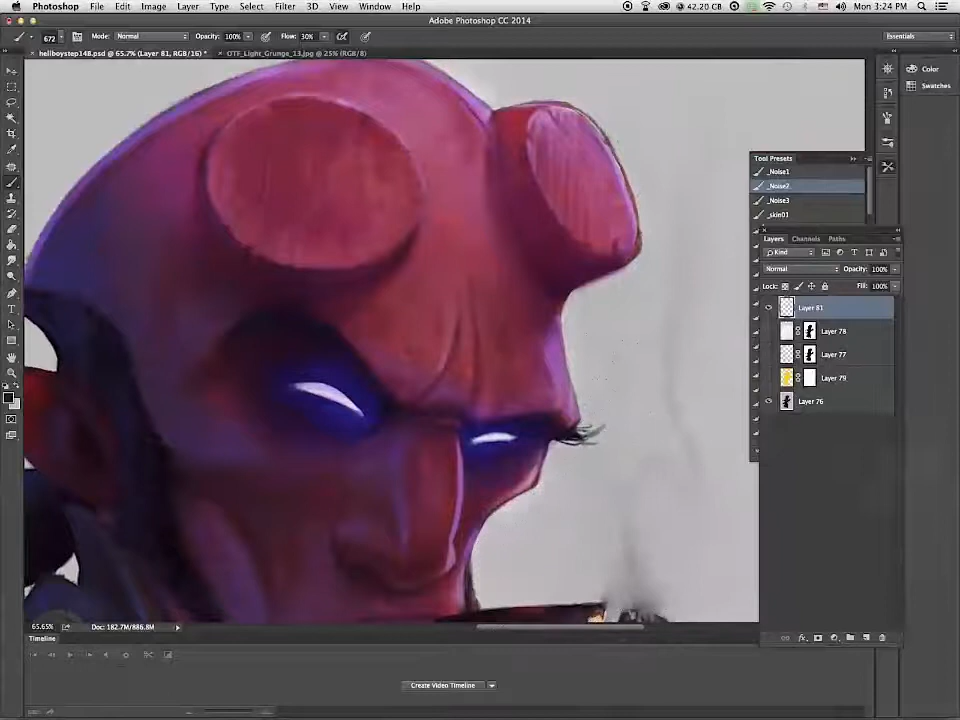 Photoshop File Edit Image Layer Type Select Filter 3D View Window Help 42.20 GB Mon 3:24 PM
Adobe Photoshop CC 2014
672 Mode: Normal Opacity: 100% Flow: 30% Essentials
hellboystep148.psd @ 65.7% (Layer 81, RGB/16) * OTF_Light_Grunge_13.jpg @ 25% (RGB/8)
Color
Swatches
Tool Presets
_Noise1
_Noise2
_Noise3
_skin01
Layers Channels Paths
Kind
Normal Opacity: 100%
Lock: Fill: 100%
Layer 81
Layer 78
Layer 77
Layer 79
Layer 76
65.65% Doc: 182.7M/886.8M
Timeline
Create Video Timeline